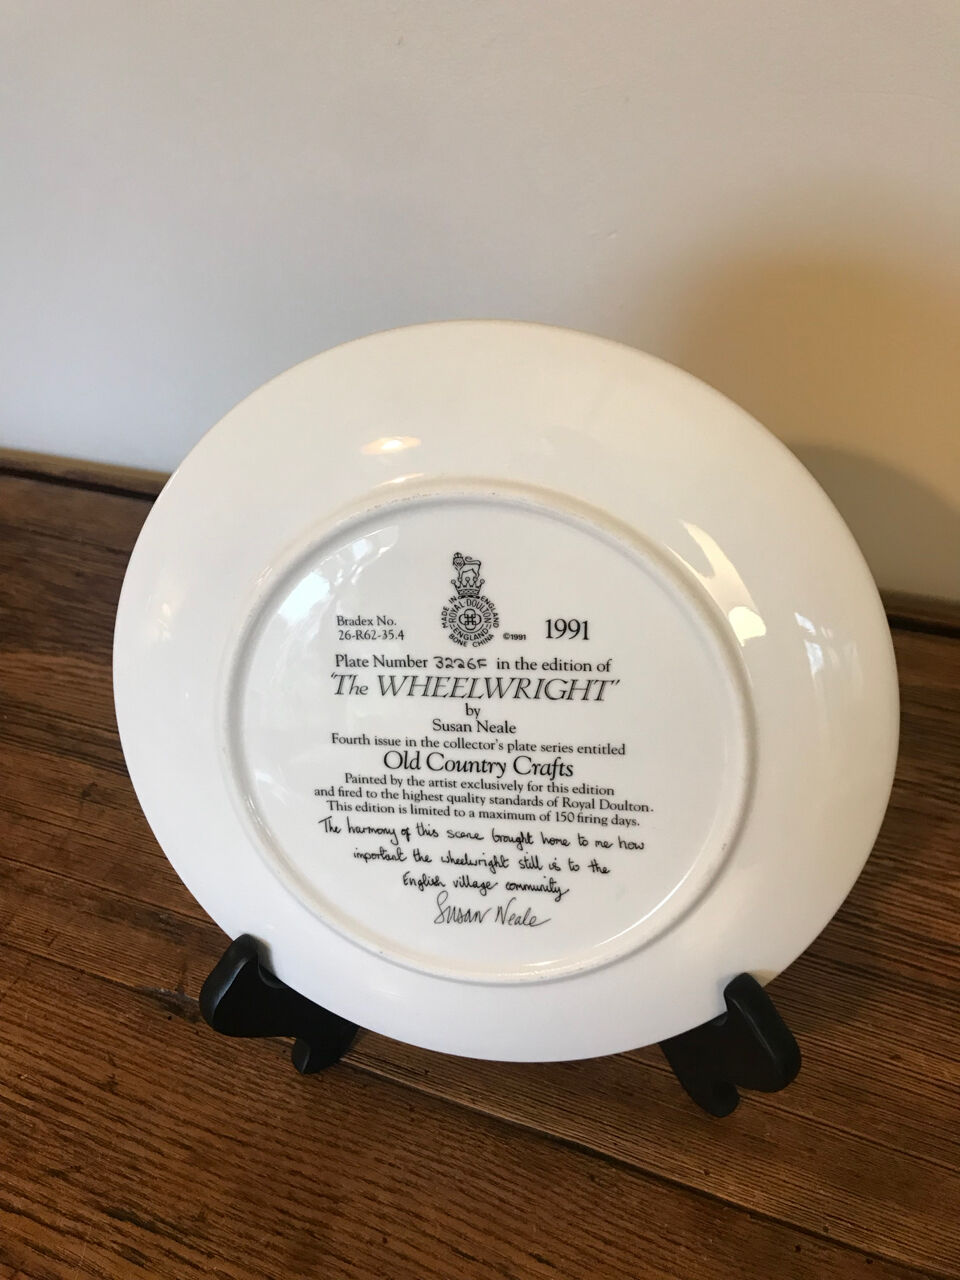 MADE IN ENGLAND
ROYAL·DOULTON
ENGLAND
BONE CHINA
©1991
1991
Bradex No.
26-R62-35.4
Plate Number 3226F in the edition of
'The WHEELWRIGHT'
by
Susan Neale
Fourth issue in the collector's plate series entitled
Old Country Crafts
Painted by the artist exclusively for this edition
and fired to the highest quality standards of Royal Doulton.
This edition is limited to a maximum of 150 firing days.
The harmony of this scene brought home to me how
important the wheelwright still is to the
English village community
Susan Neale